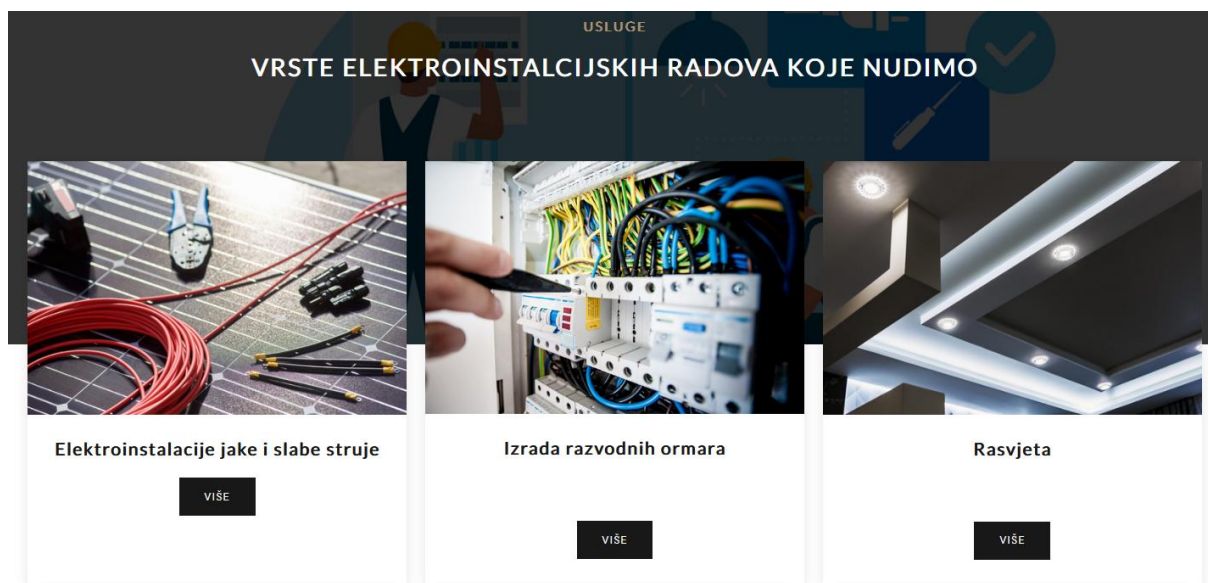 USLUGE
VRSTE ELEKTROINSTALCIJSKIH RADOVA KOJE NUDIMO
Elektroinstalacije jake i slabe struje
Izrada razvodnih ormara
Rasvjeta
VIŠE
VIŠE
VIŠE